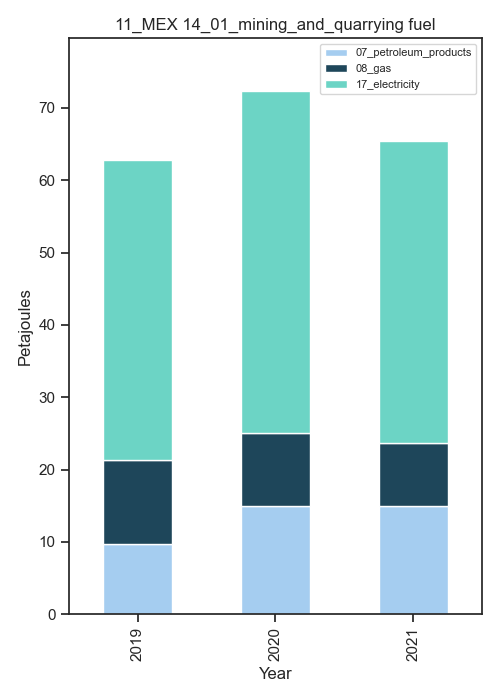 11_MEX 14_01_mining_and_quarrying fuel
07_petroleum_products
08_gas
17_electricity
70
60
50
40
30
20
10
0
Petajoules
2019
2020
2021
Year